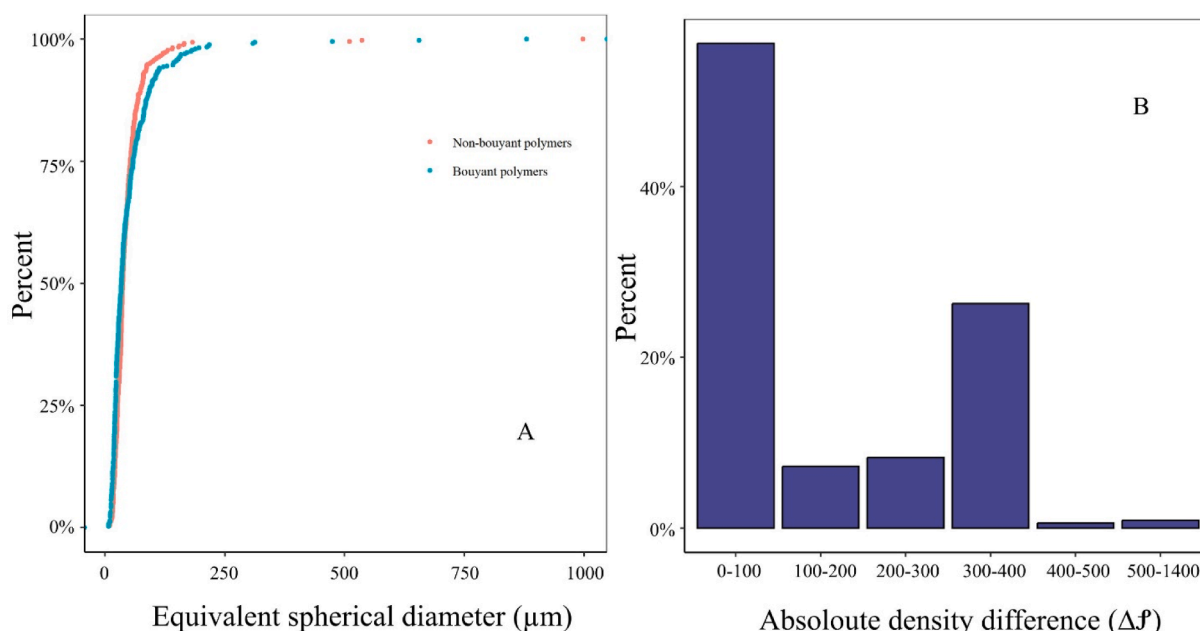 100%
75%
50%
25%
0%
Percent
Non-bouyant polymers
Bouyant polymers
A
0
250
500
750
1000
Equivalent spherical diameter (µm)
B
40%
20%
0%
Percent
0-100
100-200
200-300
300-400
400-500
500-1400
Absoloute density difference (Δ𝜌)